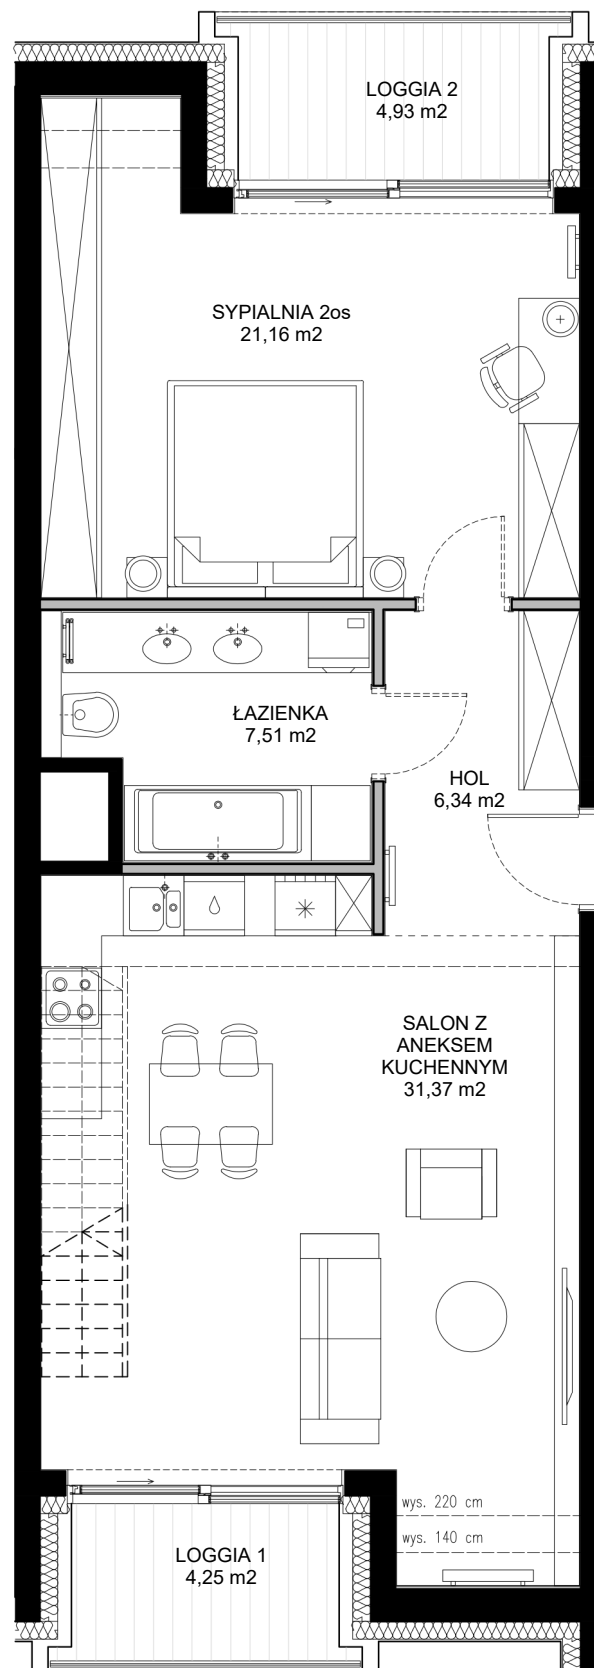 LOGGIA 2
4,93 m2
SYPIALNIA 2os
21,16 m2
ŁAZIENKA
7,51 m2
HOL
6,34 m2
SALON Z
ANEKSEM
KUCHENNYM
31,37 m2
wys. 220 cm
wys. 140 cm
LOGGIA 1
4,25 m2